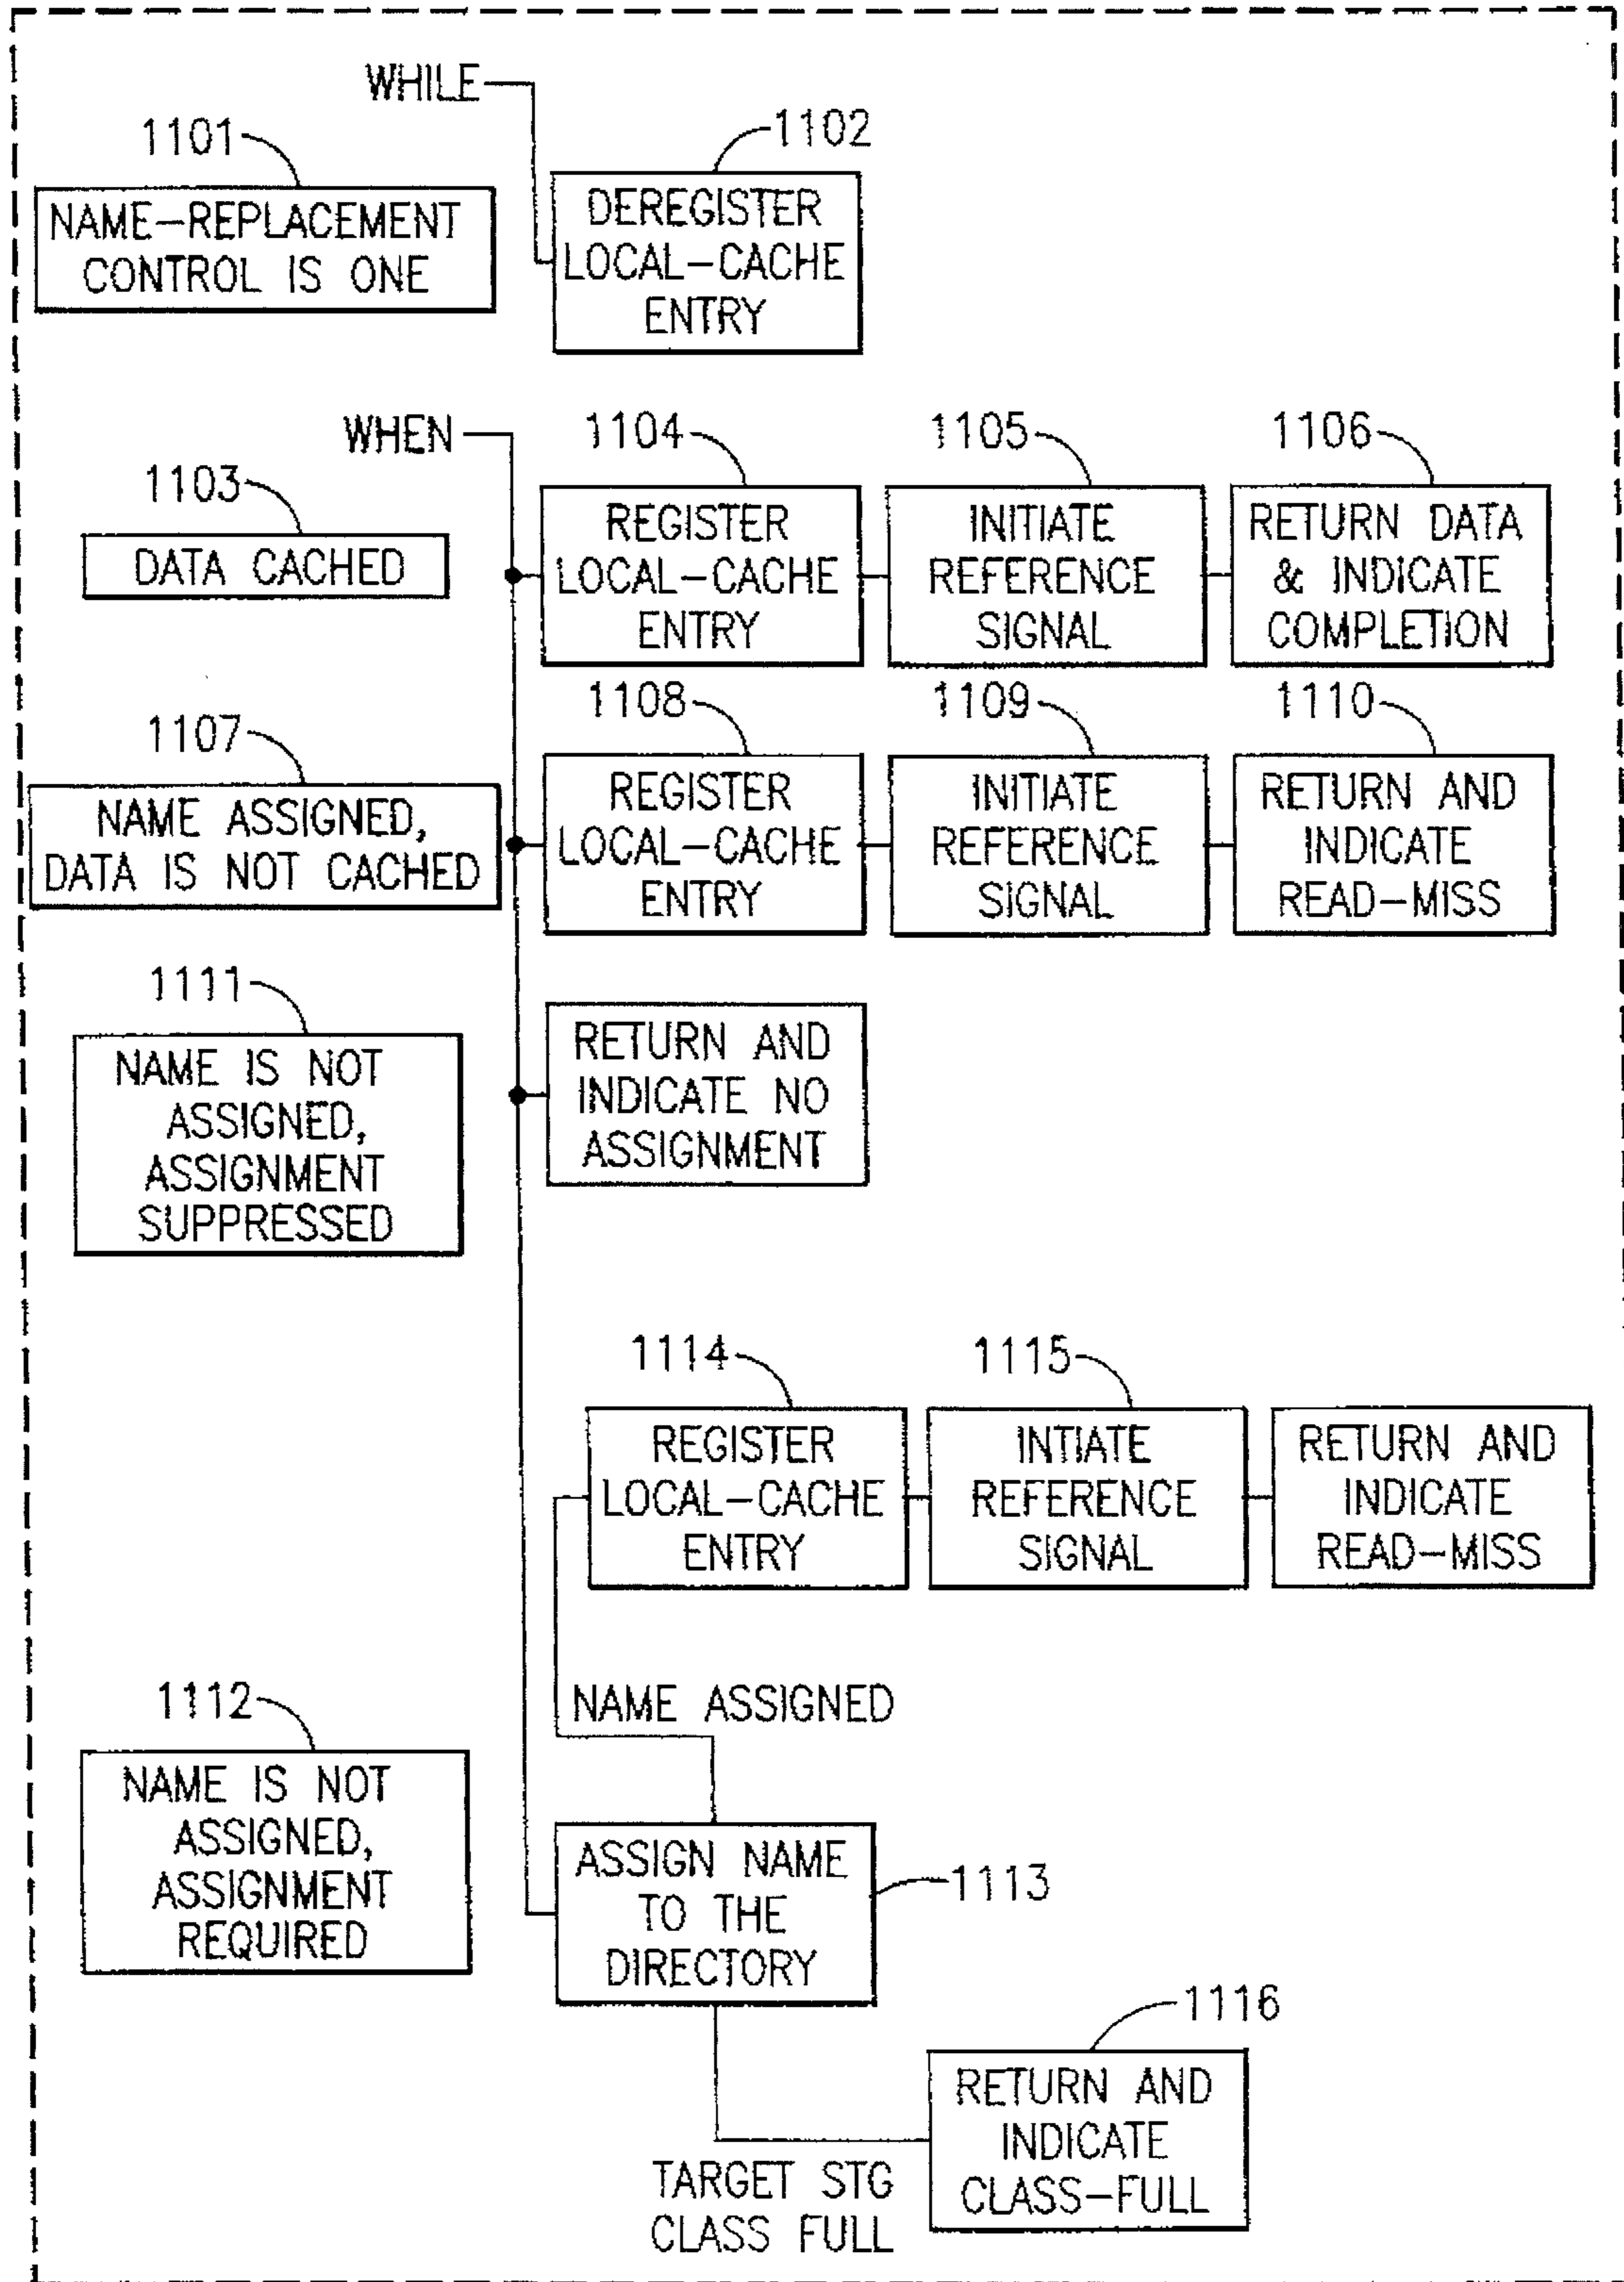 WHILE
1101
1102
NAME-REPLACEMENT
CONTROL IS ONE
DEREGISTER
LOCAL-CACHE
ENTRY
WHEN
1103
DATA CACHED
1104
REGISTER
LOCAL-CACHE
ENTRY
1105
INITIATE
REFERENCE
SIGNAL
1106
RETURN DATA
& INDICATE
COMPLETION
1107
NAME ASSIGNED,
DATA IS NOT CACHED
1108
REGISTER
LOCAL-CACHE
ENTRY
1109
INITIATE
REFERENCE
SIGNAL
1110
RETURN AND
INDICATE
READ-MISS
1111
NAME IS NOT
ASSIGNED,
ASSIGNMENT
SUPPRESSED
RETURN AND
INDICATE NO
ASSIGNMENT
1114
REGISTER
LOCAL-CACHE
ENTRY
1115
INTIATE
REFERENCE
SIGNAL
RETURN AND
INDICATE
READ-MISS
NAME ASSIGNED
1112
NAME IS NOT
ASSIGNED,
ASSIGNMENT
REQUIRED
ASSIGN NAME
TO THE
DIRECTORY
1113
1116
RETURN AND
INDICATE
CLASS-FULL
TARGET STG
CLASS FULL